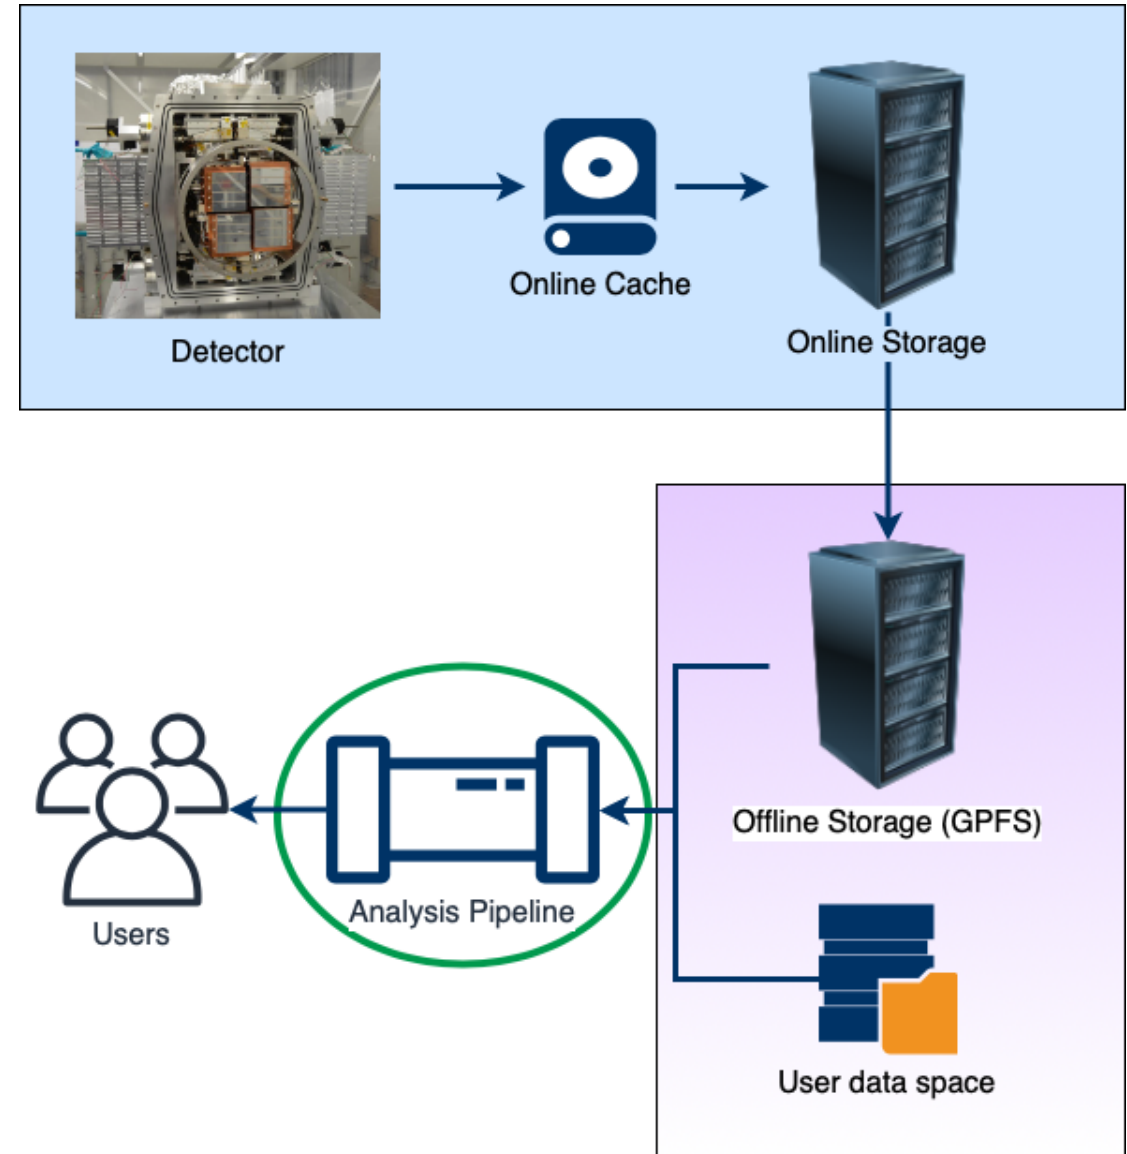 Detector
Online Cache
Online Storage
Offline Storage (GPFS)
Analysis Pipeline
Users
User data space